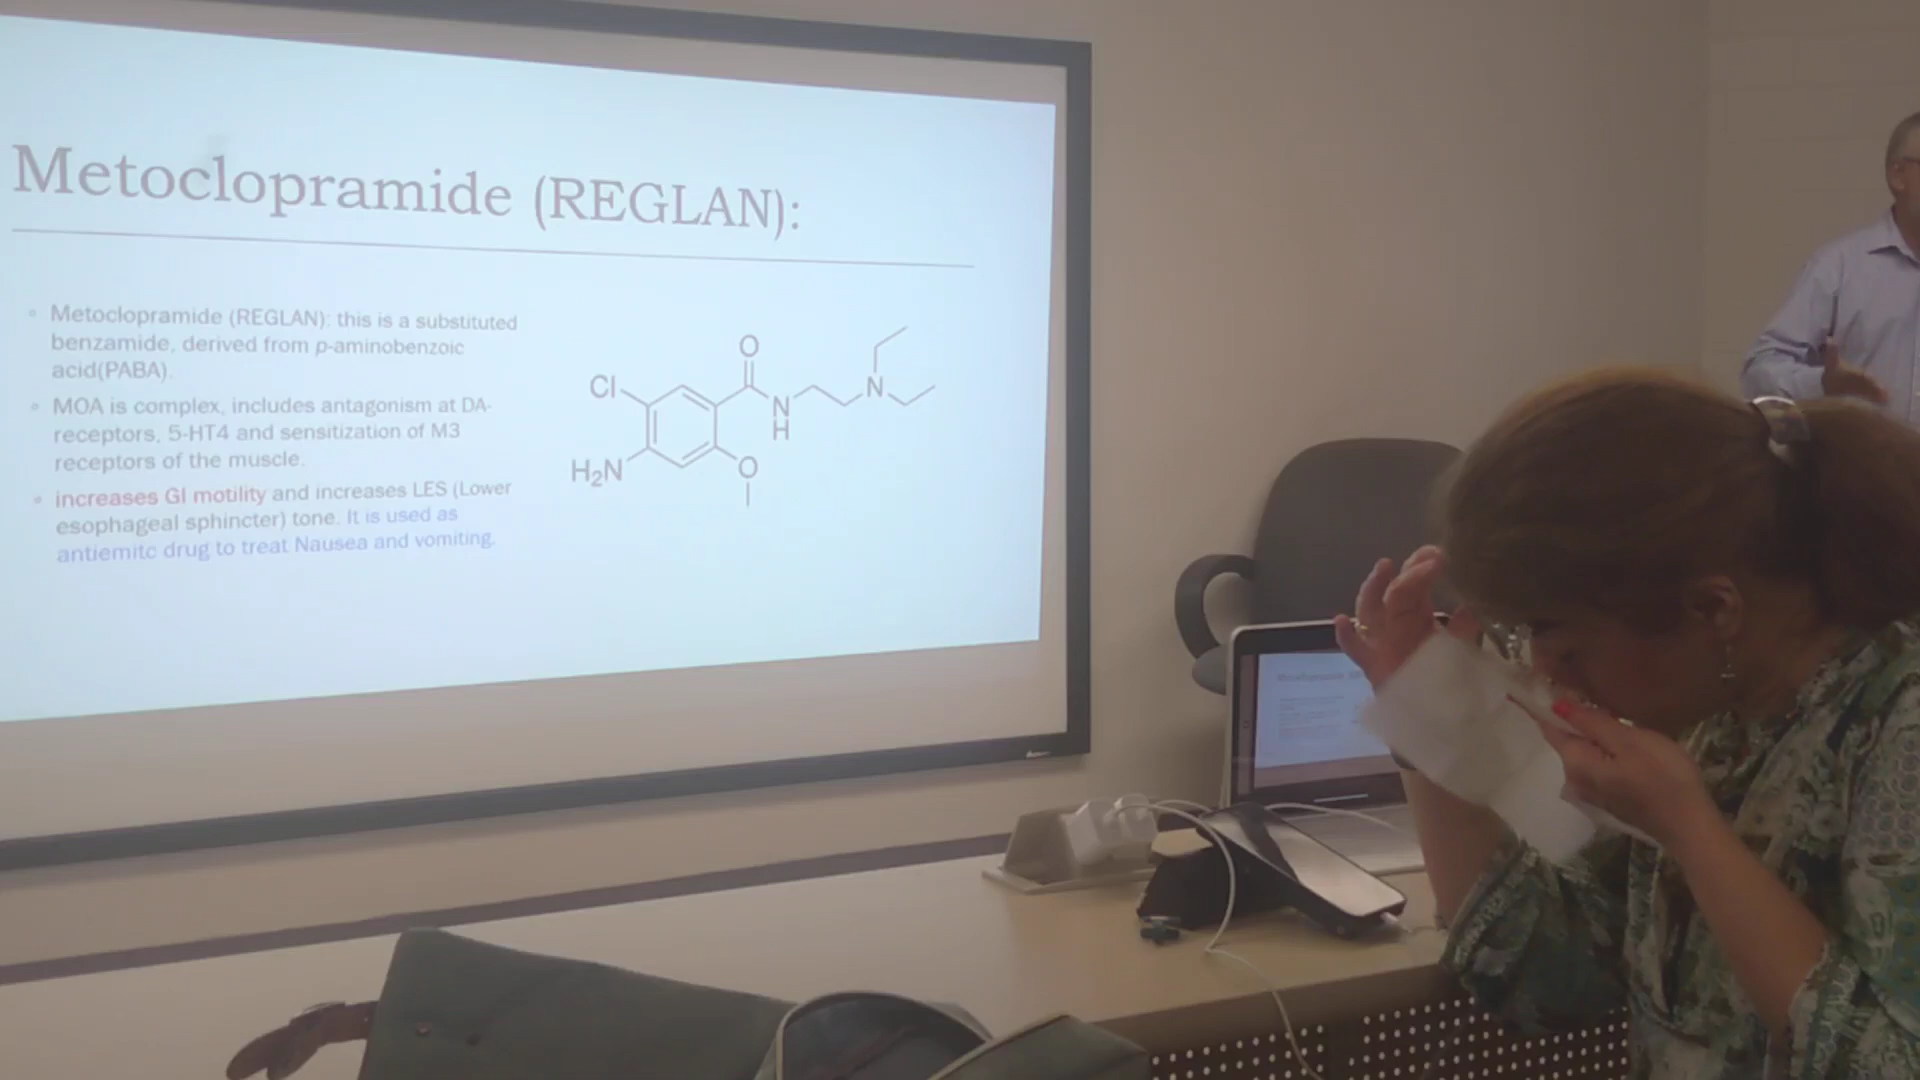 Metoclopramide (REGLAN):
Metoclopramide (REGLAN): this is a substituted
benzamide, derived from p-aminobenzoic
acid(PABA).
MOA is complex, includes antagonism at DA-
receptors, 5-HT4 and sensitization of M3
receptors of the muscle.
increases GI motility and increases LES (Lower
esophageal sphincter) tone. It is used as
antiemitc drug to treat Nausea and vomiting.
O
Cl
N
N
H
H₂N
O